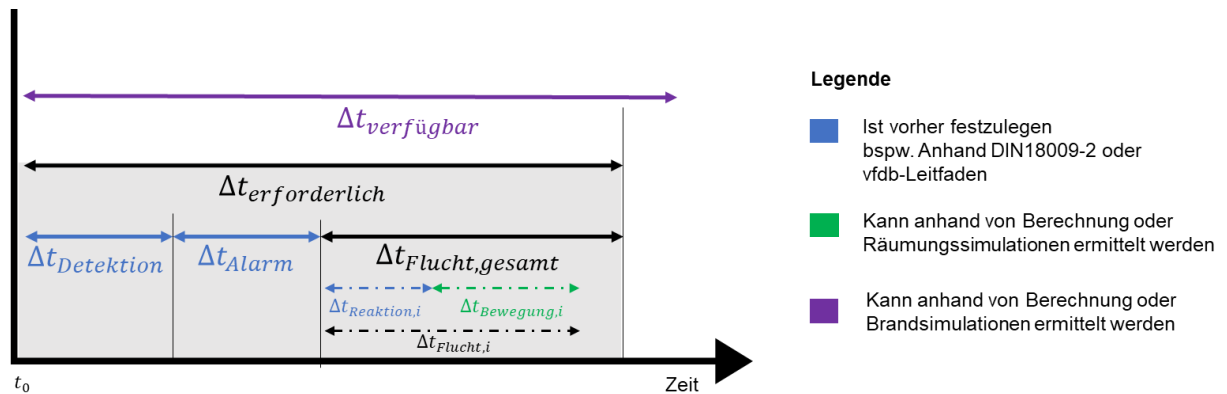 Δt_verfügbar
Δt_erforderlich
Δt_Detektion
Δt_Alarm
Δt_Flucht,gesamt
Δt_Reaktion,i
Δt_Bewegung,i
Δt_Flucht,i
t_0
Zeit
Legende
Ist vorher festzulegen
bspw. Anhand DIN18009-2 oder
vfdb-Leitfaden
Kann anhand von Berechnung oder
Räumungssimulationen ermittelt werden
Kann anhand von Berechnung oder
Brandsimulationen ermittelt werden